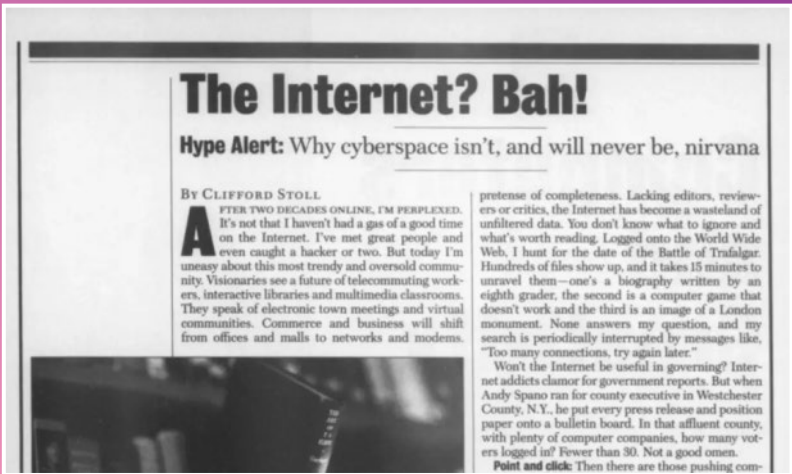 The Internet? Bah!
Hype Alert: Why cyberspace isn't, and will never be, nirvana
BY CLIFFORD STOLL
AFTER TWO DECADES ONLINE, I'M PERPLEXED.
It's not that I haven't had a gas of a good time
on the Internet. I've met great people and
even caught a hacker or two. But today I'm
uneasy about this most trendy and oversold commu-
nity. Visionaries see a future of telecommuting work-
ers, interactive libraries and multimedia classrooms.
They speak of electronic town meetings and virtual
communities. Commerce and business will shift
from offices and malls to networks and modems.
pretense of completeness. Lacking editors, review-
ers or critics, the Internet has become a wasteland of
unfiltered data. You don't know what to ignore and
what's worth reading. Logged onto the World Wide
Web, I hunt for the date of the Battle of Trafalgar.
Hundreds of files show up, and it takes 15 minutes to
unravel them—one's a biography written by an
eighth grader, the second is a computer game that
doesn't work and the third is an image of a London
monument. None answers my question, and my
search is periodically interrupted by messages like,
"Too many connections, try again later."
Won't the Internet be useful in governing? Inter-
net addicts clamor for government reports. But when
Andy Spano ran for county executive in Westchester
County, N.Y., he put every press release and position
paper onto a bulletin board. In that affluent county,
with plenty of computer companies, how many vot-
ers logged in? Fewer than 30. Not a good omen.
Point and click: Then there are those pushing com-